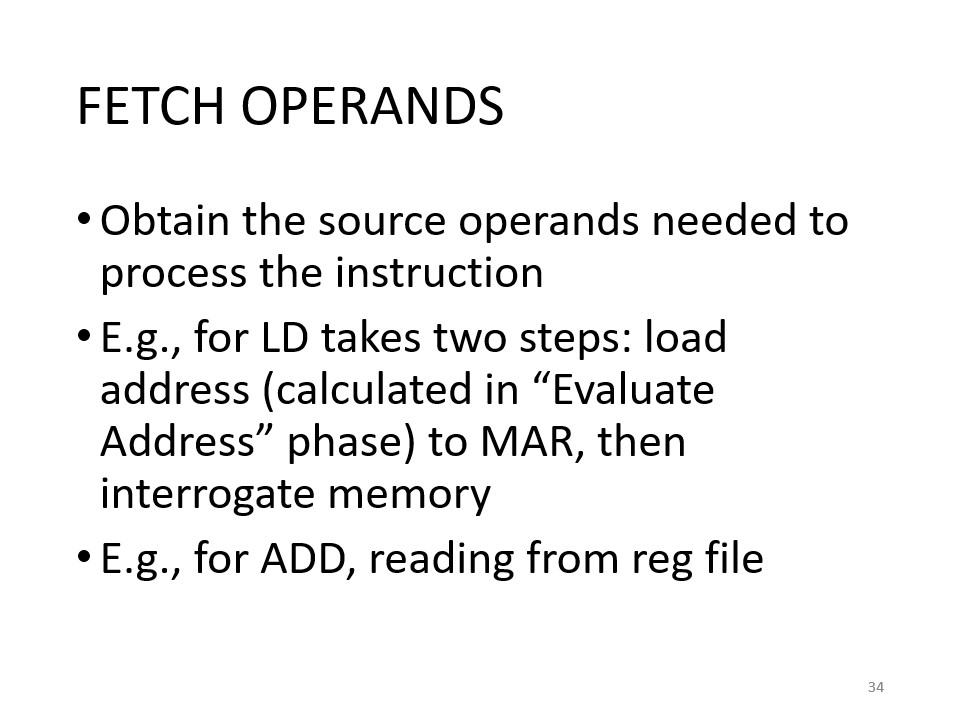 FETCH OPERANDS
• Obtain the source operands needed to
process the instruction
• E.g., for LD takes two steps: load
address (calculated in “Evaluate
Address” phase) to MAR, then
interrogate memory
• E.g., for ADD, reading from reg file
34